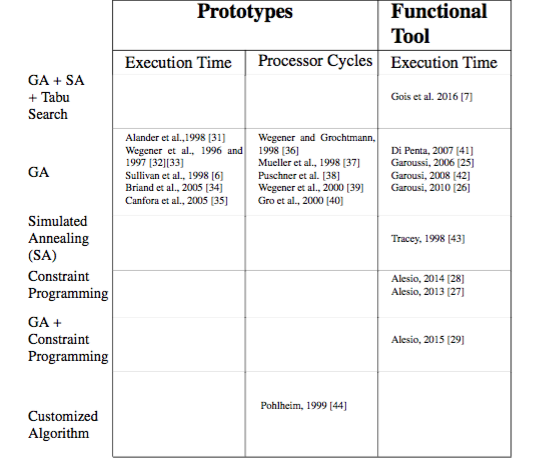 Prototypes
Functional
Tool
Execution Time
Processor Cycles
Execution Time
GA + SA
+ Tabu
Search
Gois et al. 2016 [7]
GA
Alander et al.,1998 [31]
Wegener et al., 1996 and
1997 [32][33]
Sullivan et al., 1998 [6]
Briand et al., 2005 [34]
Canfora et al., 2005 [35]
Wegener and Grochtmann,
1998 [36]
Mueller et al., 1998 [37]
Puschner et al. [38]
Wegener et al., 2000 [39]
Gro et al., 2000 [40]
Di Penta, 2007 [41]
Garoussi, 2006 [25]
Garousi, 2008 [42]
Garousi, 2010 [26]
Simulated
Annealing
(SA)
Tracey, 1998 [43]
Constraint
Programming
Alesio, 2014 [28]
Alesio, 2013 [27]
GA +
Constraint
Programming
Alesio, 2015 [29]
Customized
Algorithm
Pohlheim, 1999 [44]